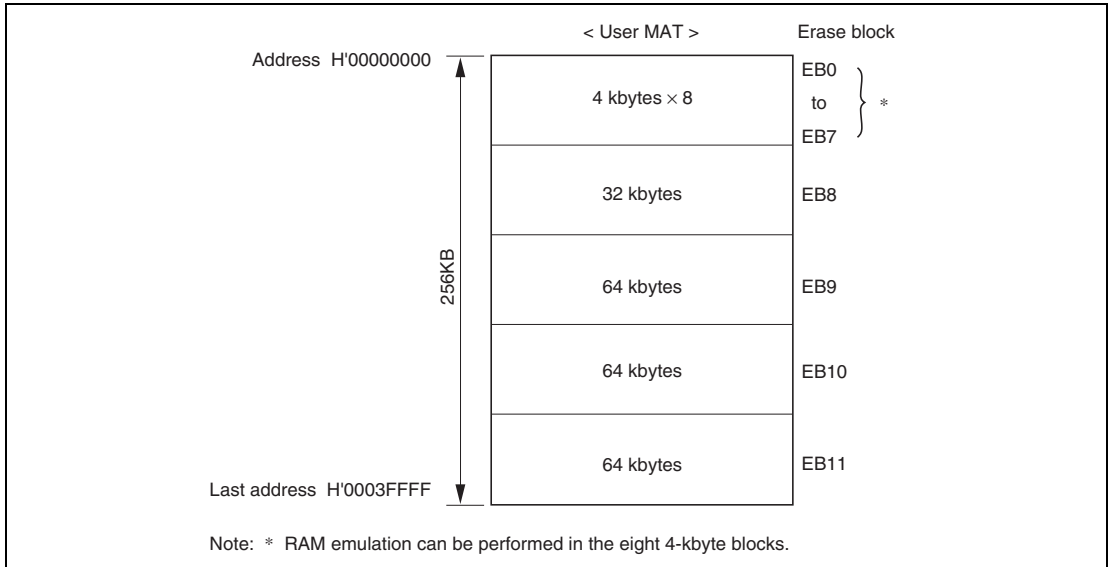 < User MAT > Erase block
Address H'00000000
EB0
4 kbytes × 8
to
*
EB7
32 kbytes
EB8
256KB
64 kbytes
EB9
64 kbytes
EB10
64 kbytes
EB11
Last address H'0003FFFF
Note: * RAM emulation can be performed in the eight 4-kbyte blocks.